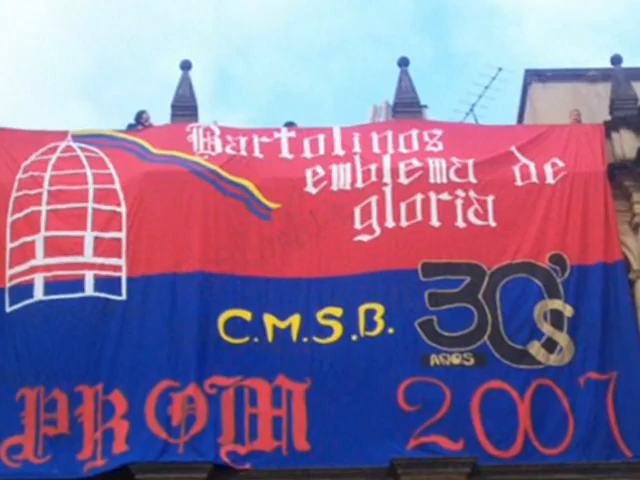 Bartolinos
emblema de
gloria
C.M.S.B.
30's
AÑOS
PROM 2007